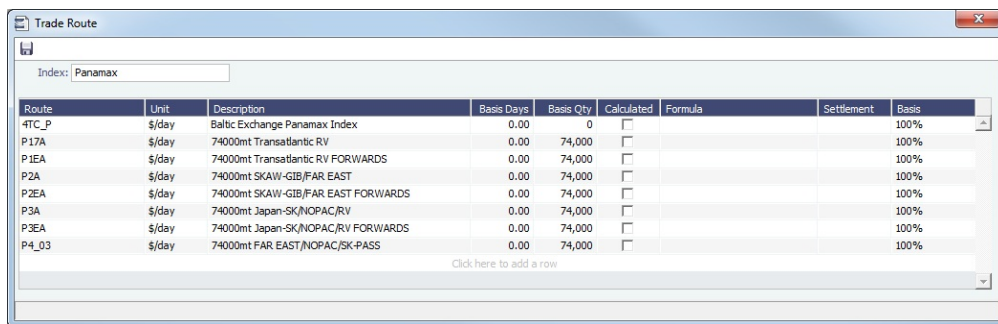 Trade Route
Index: Panamax
Route Unit Description Basis Days Basis Qty Calculated Formula Settlement Basis
4TC_P $/day Baltic Exchange Panamax Index 0.00 0 100%
P17A $/day 74000mt Transatlantic RV 0.00 74,000 100%
P1EA $/day 74000mt Transatlantic RV FORWARDS 0.00 74,000 100%
P2A $/day 74000mt SKAW-GIB/FAR EAST 0.00 74,000 100%
P2EA $/day 74000mt SKAW-GIB/FAR EAST FORWARDS 0.00 74,000 100%
P3A $/day 74000mt Japan-SK/NOPAC/RV 0.00 74,000 100%
P3EA $/day 74000mt Japan-SK/NOPAC/RV FORWARDS 0.00 74,000 100%
P4_03 $/day 74000mt FAR EAST/NOPAC/SK-PASS 0.00 74,000 100%
Click here to add a row